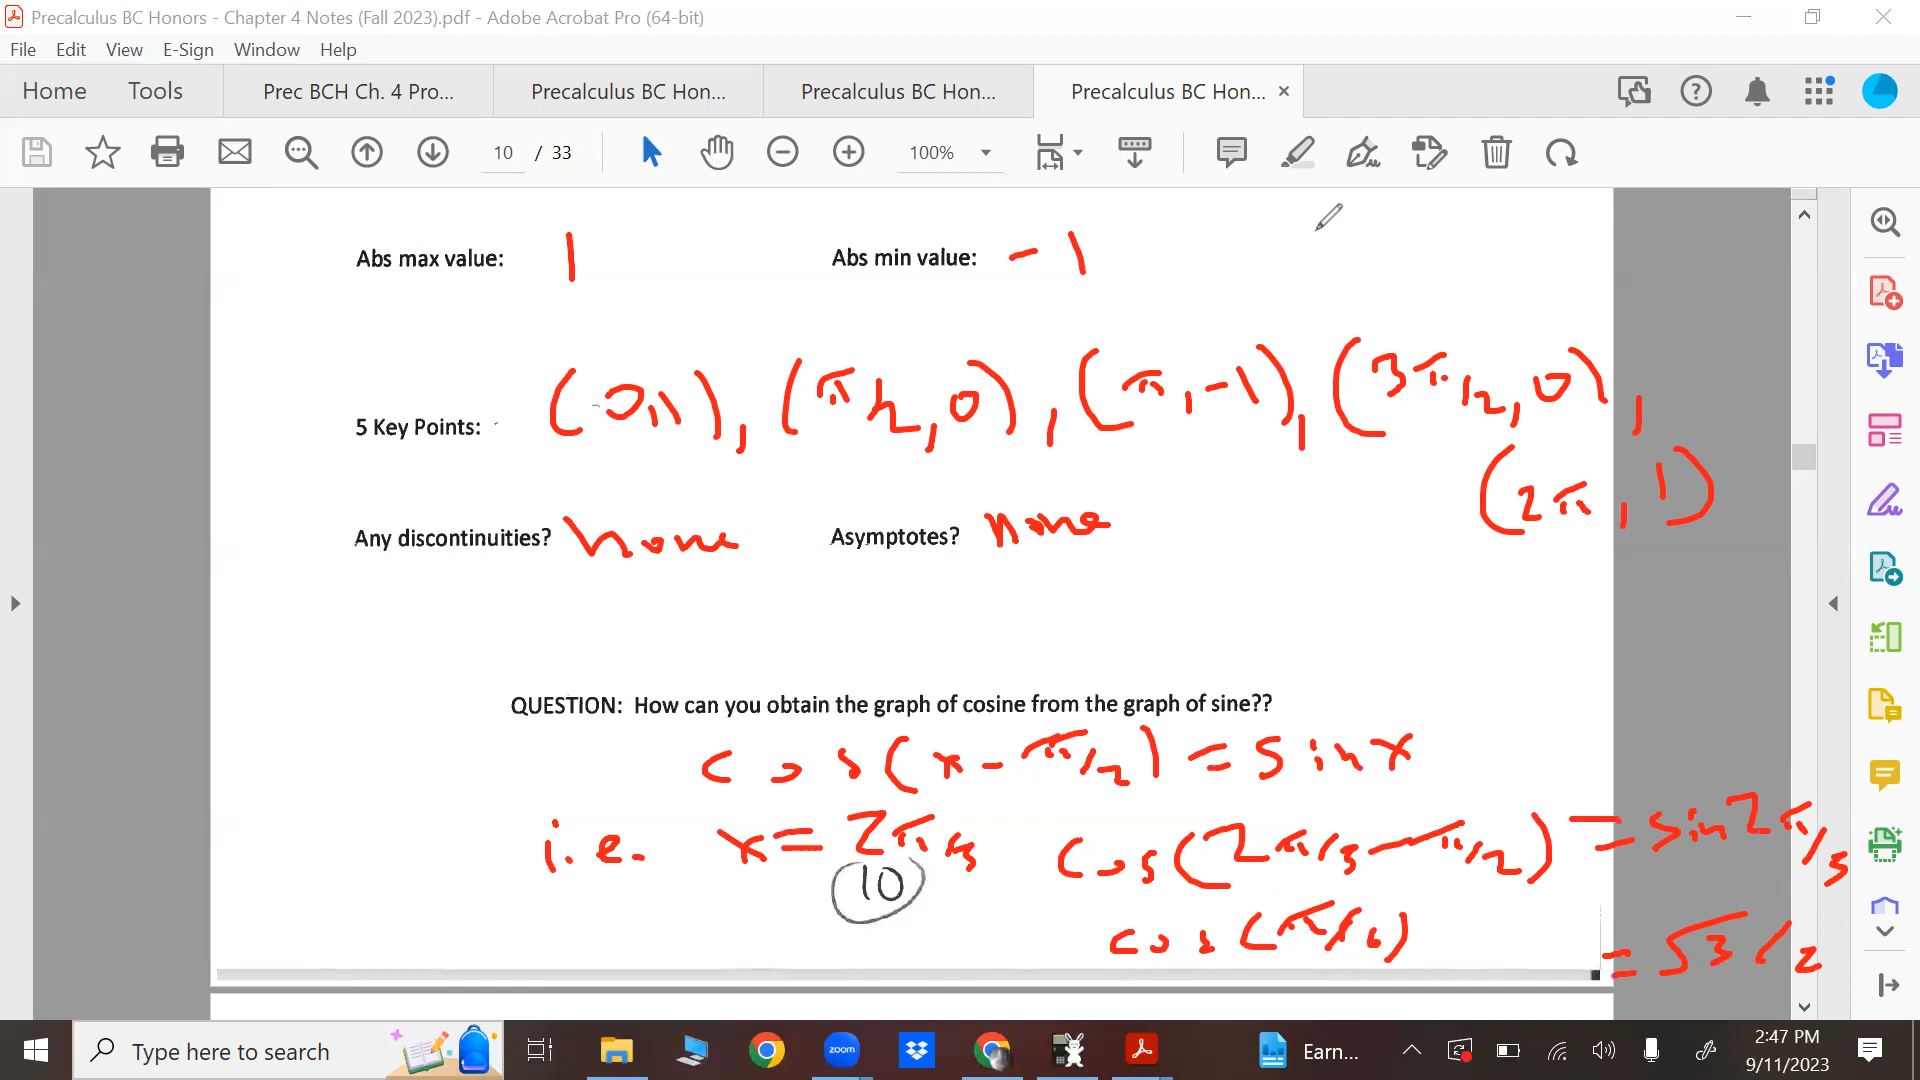 Precalculus BC Honors - Chapter 4 Notes (Fall 2023).pdf - Adobe Acrobat Pro (64-bit)
File Edit View E-Sign Window Help
Home Tools Prec BCH Ch. 4 Pro... Precalculus BC Hon... Precalculus BC Hon... Precalculus BC Hon... ×
10 / 33 100%
Abs max value: 1 Abs min value: -1
5 Key Points: (0,1), (π/2,0), (π,-1), (3π/2,0),
(2π,1)
Any discontinuities? none Asymptotes? none
QUESTION: How can you obtain the graph of cosine from the graph of sine??
cos(x-π/2)=sinx
i.e. x=2π/3 cos(2π/3-π/2) = sin2π/3
10
cos(π/6) = √3/2
Type here to search zoom Earn... 2:47 PM
9/11/2023